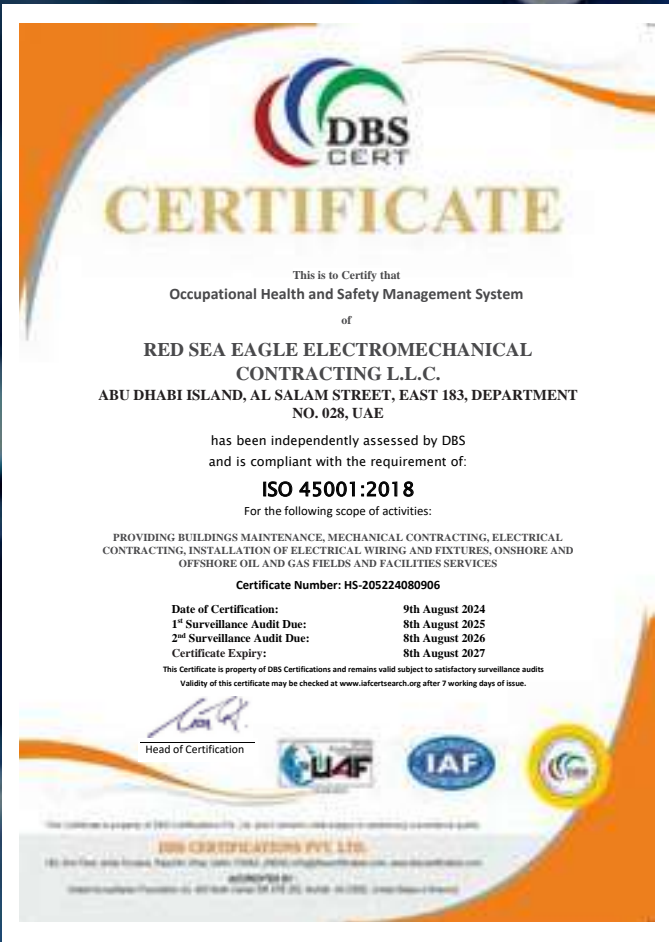 DBS
CERT
CERTIFICATE
This is to Certify that
Occupational Health and Safety Management System
of
RED SEA EAGLE ELECTROMECHANICAL
CONTRACTING L.L.C.
ABU DHABI ISLAND, AL SALAM STREET, EAST 183, DEPARTMENT
NO. 028, UAE
has been independently assessed by DBS
and is compliant with the requirement of:
ISO 45001:2018
For the following scope of activities:
PROVIDING BUILDINGS MAINTENANCE, MECHANICAL CONTRACTING, ELECTRICAL
CONTRACTING, INSTALLATION OF ELECTRICAL WIRING AND FIXTURES, ONSHORE AND
OFFSHORE OIL AND GAS FIELDS AND FACILITIES SERVICES
Certificate Number: HS-205224080906
Date of Certification: 9th August 2024
1st Surveillance Audit Due: 8th August 2025
2nd Surveillance Audit Due: 8th August 2026
Certificate Expiry: 8th August 2027
This Certificate is property of DBS Certifications and remains valid subject to satisfactory surveillance audits
Validity of this certificate may be checked at www.iafcertsearch.org after 7 working days of issue.
Head of Certification
UAF
IAF
DBS
DBS CERTIFICATIONS PVT. LTD.
ACCREDITED BY